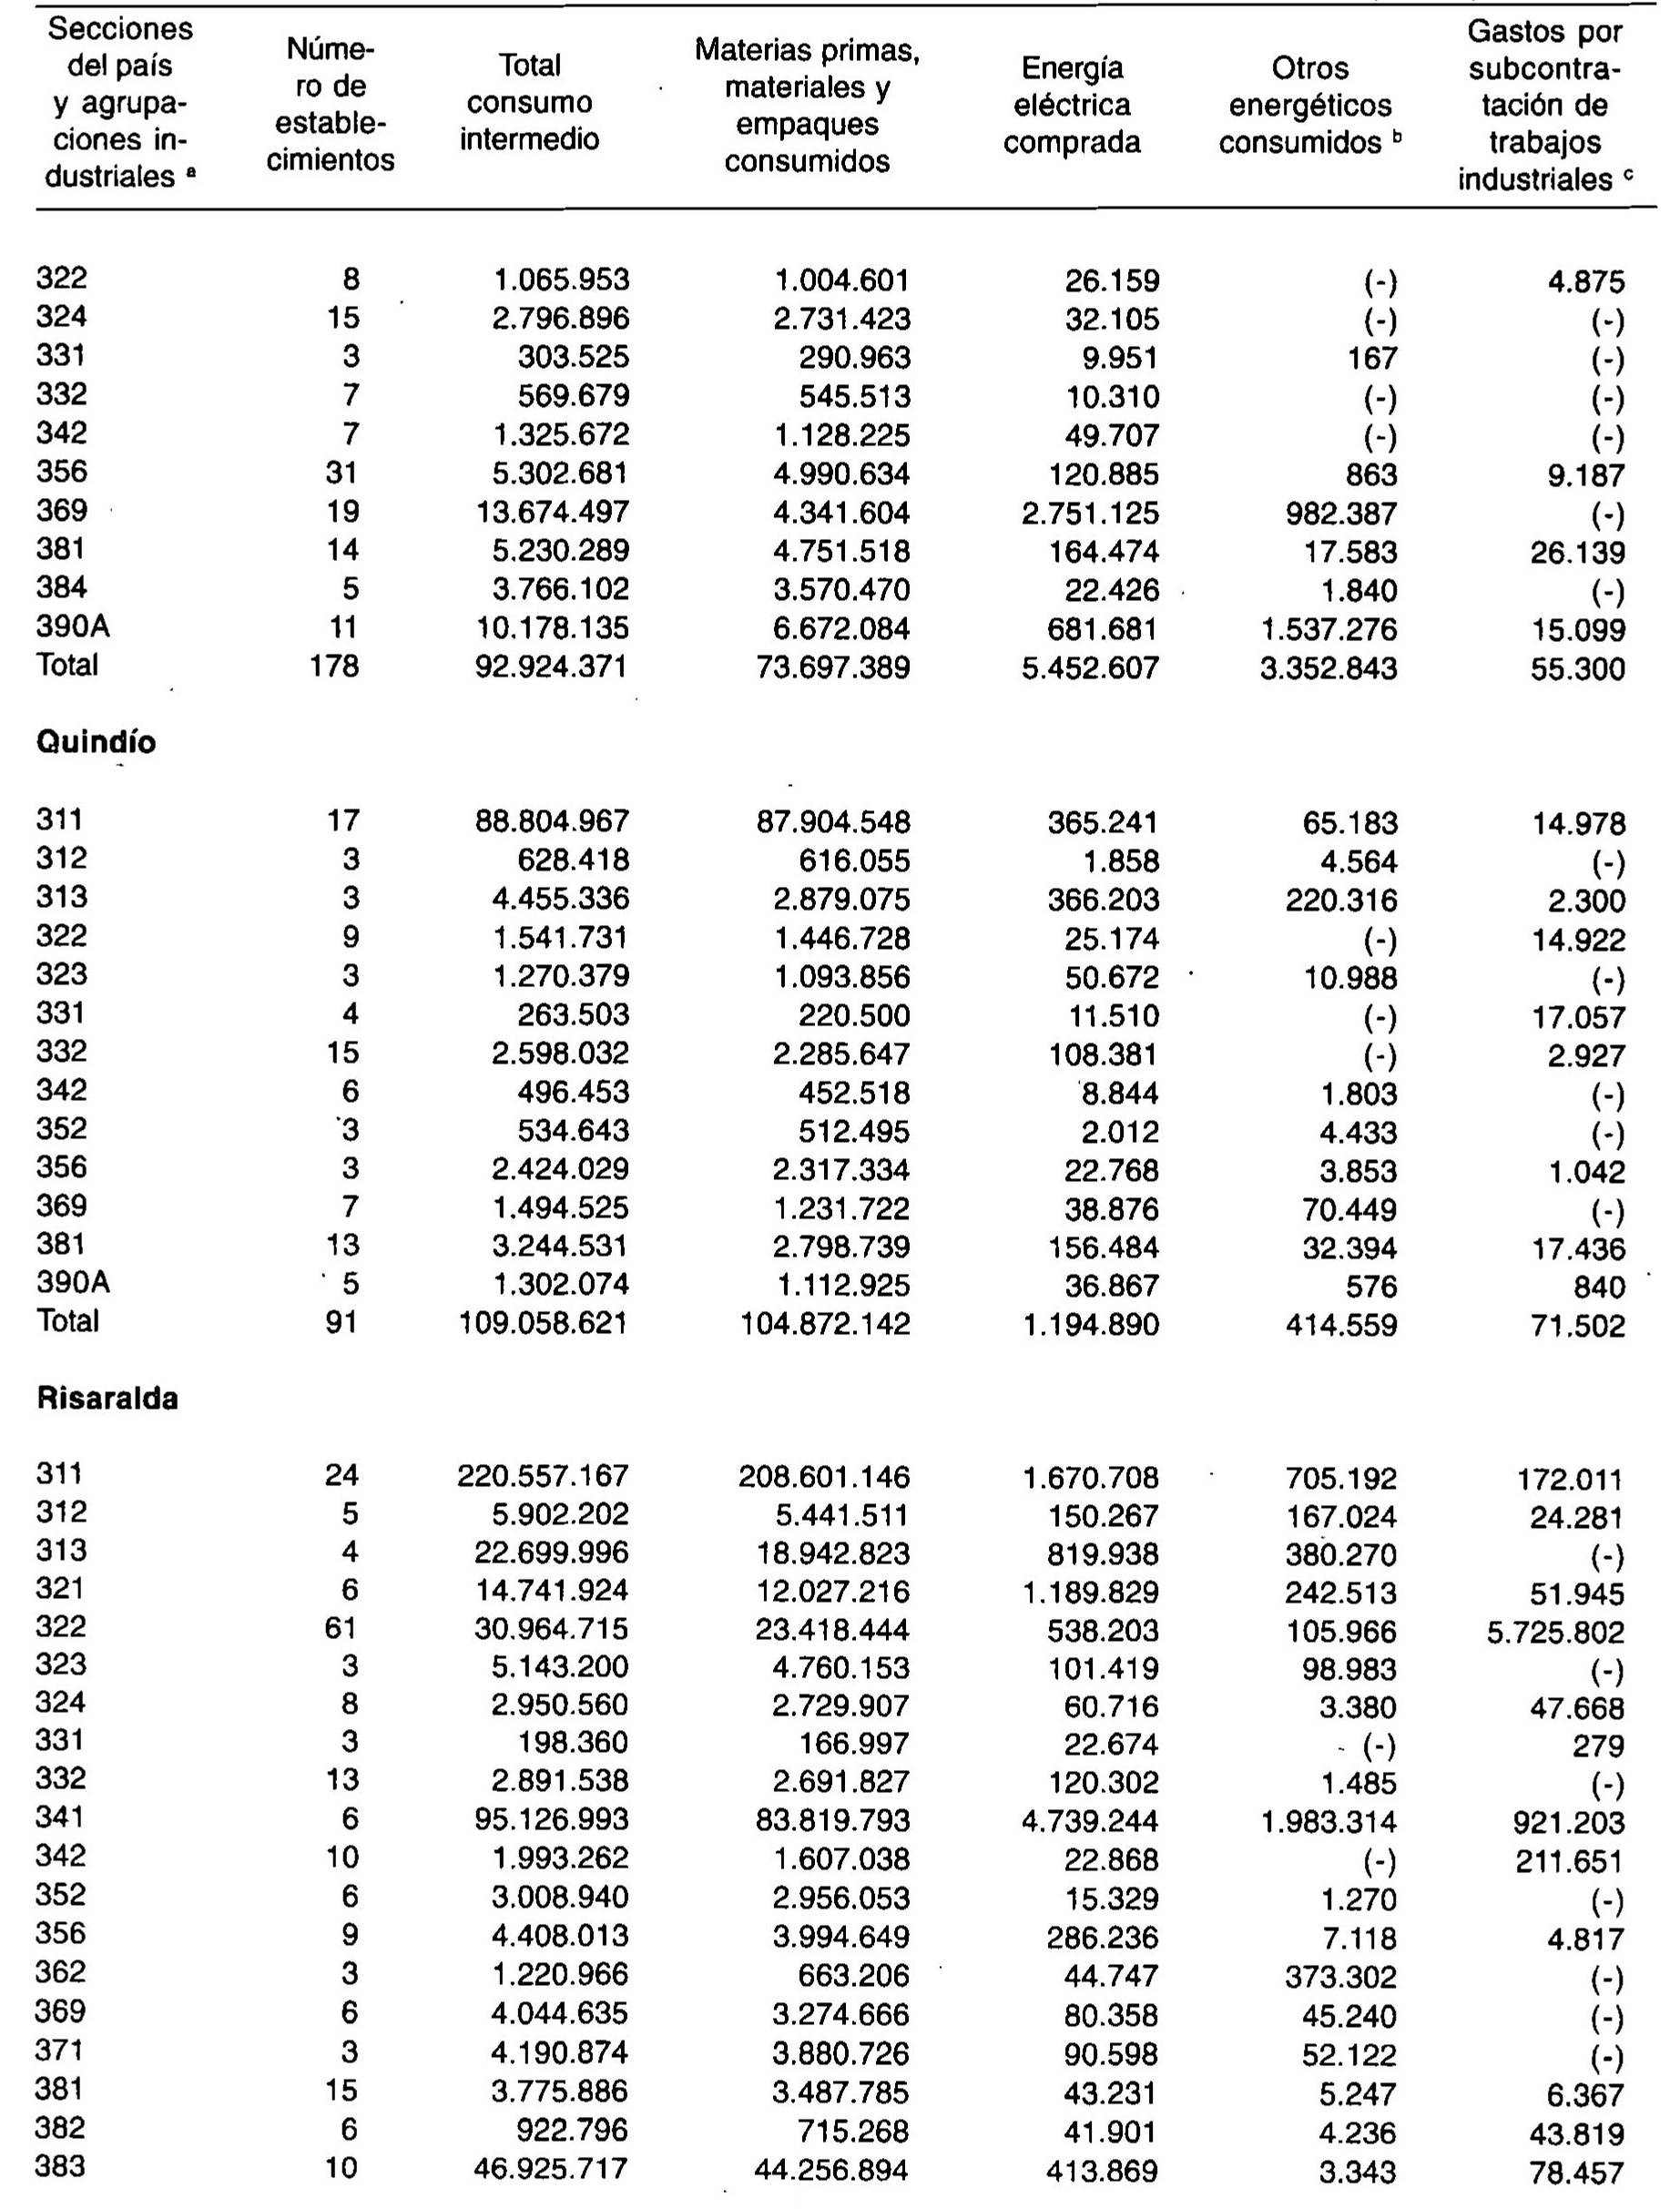 Secciones del país y agrupaciones industriales ª Número de establecimientos Total consumo intermedio Materias primas, materiales y empaques consumidos Energía eléctrica comprada Otros energéticos consumidos ᵇ Gastos por subcontratación de trabajos industriales ᶜ
322 8 1.065.953 1.004.601 26.159 (-) 4.875
324 15 2.796.896 2.731.423 32.105 (-) (-)
331 3 303.525 290.963 9.951 167 (-)
332 7 569.679 545.513 10.310 (-) (-)
342 7 1.325.672 1.128.225 49.707 (-) (-)
356 31 5.302.681 4.990.634 120.885 863 9.187
369 19 13.674.497 4.341.604 2.751.125 982.387 (-)
381 14 5.230.289 4.751.518 164.474 17.583 26.139
384 5 3.766.102 3.570.470 22.426 1.840 (-)
390A 11 10.178.135 6.672.084 681.681 1.537.276 15.099
Total 178 92.924.371 73.697.389 5.452.607 3.352.843 55.300
Quindío
311 17 88.804.967 87.904.548 365.241 65.183 14.978
312 3 628.418 616.055 1.858 4.564 (-)
313 3 4.455.336 2.879.075 366.203 220.316 2.300
322 9 1.541.731 1.446.728 25.174 (-) 14.922
323 3 1.270.379 1.093.856 50.672 10.988 (-)
331 4 263.503 220.500 11.510 (-) 17.057
332 15 2.598.032 2.285.647 108.381 (-) 2.927
342 6 496.453 452.518 8.844 1.803 (-)
352 3 534.643 512.495 2.012 4.433 (-)
356 3 2.424.029 2.317.334 22.768 3.853 1.042
369 7 1.494.525 1.231.722 38.876 70.449 (-)
381 13 3.244.531 2.798.739 156.484 32.394 17.436
390A 5 1.302.074 1.112.925 36.867 576 840
Total 91 109.058.621 104.872.142 1.194.890 414.559 71.502
Risaralda
311 24 220.557.167 208.601.146 1.670.708 705.192 172.011
312 5 5.902.202 5.441.511 150.267 167.024 24.281
313 4 22.699.996 18.942.823 819.938 380.270 (-)
321 6 14.741.924 12.027.216 1.189.829 242.513 51.945
322 61 30.964.715 23.418.444 538.203 105.966 5.725.802
323 3 5.143.200 4.760.153 101.419 98.983 (-)
324 8 2.950.560 2.729.907 60.716 3.380 47.668
331 3 198.360 166.997 22.674 (-) 279
332 13 2.891.538 2.691.827 120.302 1.485 (-)
341 6 95.126.993 83.819.793 4.739.244 1.983.314 921.203
342 10 1.993.262 1.607.038 22.868 (-) 211.651
352 6 3.008.940 2.956.053 15.329 1.270 (-)
356 9 4.408.013 3.994.649 286.236 7.118 4.817
362 3 1.220.966 663.206 44.747 373.302 (-)
369 6 4.044.635 3.274.666 80.358 45.240 (-)
371 3 4.190.874 3.880.726 90.598 52.122 (-)
381 15 3.775.886 3.487.785 43.231 5.247 6.367
382 6 922.796 715.268 41.901 4.236 43.819
383 10 46.925.717 44.256.894 413.869 3.343 78.457